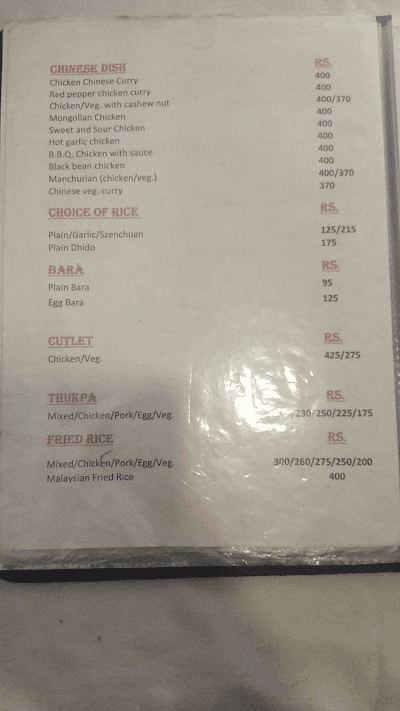 CHINESE DISH RS.
Chicken Chinese Curry 400
Red pepper chicken curry 400
Chicken/Veg. with cashew nut 400/370
Mongolian Chicken 400
Sweet and Sour Chicken 400
Hot garlic chicken 400
B.B.Q. Chicken with sauce 400
Black bean chicken 400
Manchurian (chicken/veg.) 400/370
Chinese veg. curry 370
CHOICE OF RICE RS.
Plain/Garlic/Szenchuan 125/215
Plain Dhido 175
BARA RS.
Plain Bara 95
Egg Bara 125
CUTLET RS.
Chicken/Veg. 425/275
THUKPA RS.
Mixed/Chicken/Pork/Egg/Veg. /230/250/225/175
FRIED RICE RS.
Mixed/Chicken/Pork/Egg/Veg. 300/260/275/250/200
Malaysian Fried Rice 400